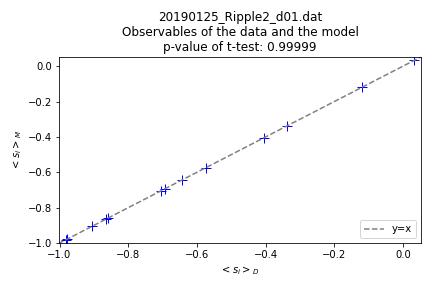 20190125_Ripple2_d01.dat
Observables of the data and the model
p-value of t-test: 0.99999
0.0
−0.2
−0.4
−0.6
−0.8
−1.0
< s_i >_M
y=x
−1.0 −0.8 −0.6 −0.4 −0.2 0.0
< s_i >_D